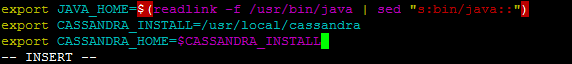 export JAVA_HOME=$(readlink -f /usr/bin/java | sed "s:bin/java::")
export CASSANDRA_INSTALL=/usr/local/cassandra
export CASSANDRA_HOME=$CASSANDRA_INSTALL
-- INSERT --